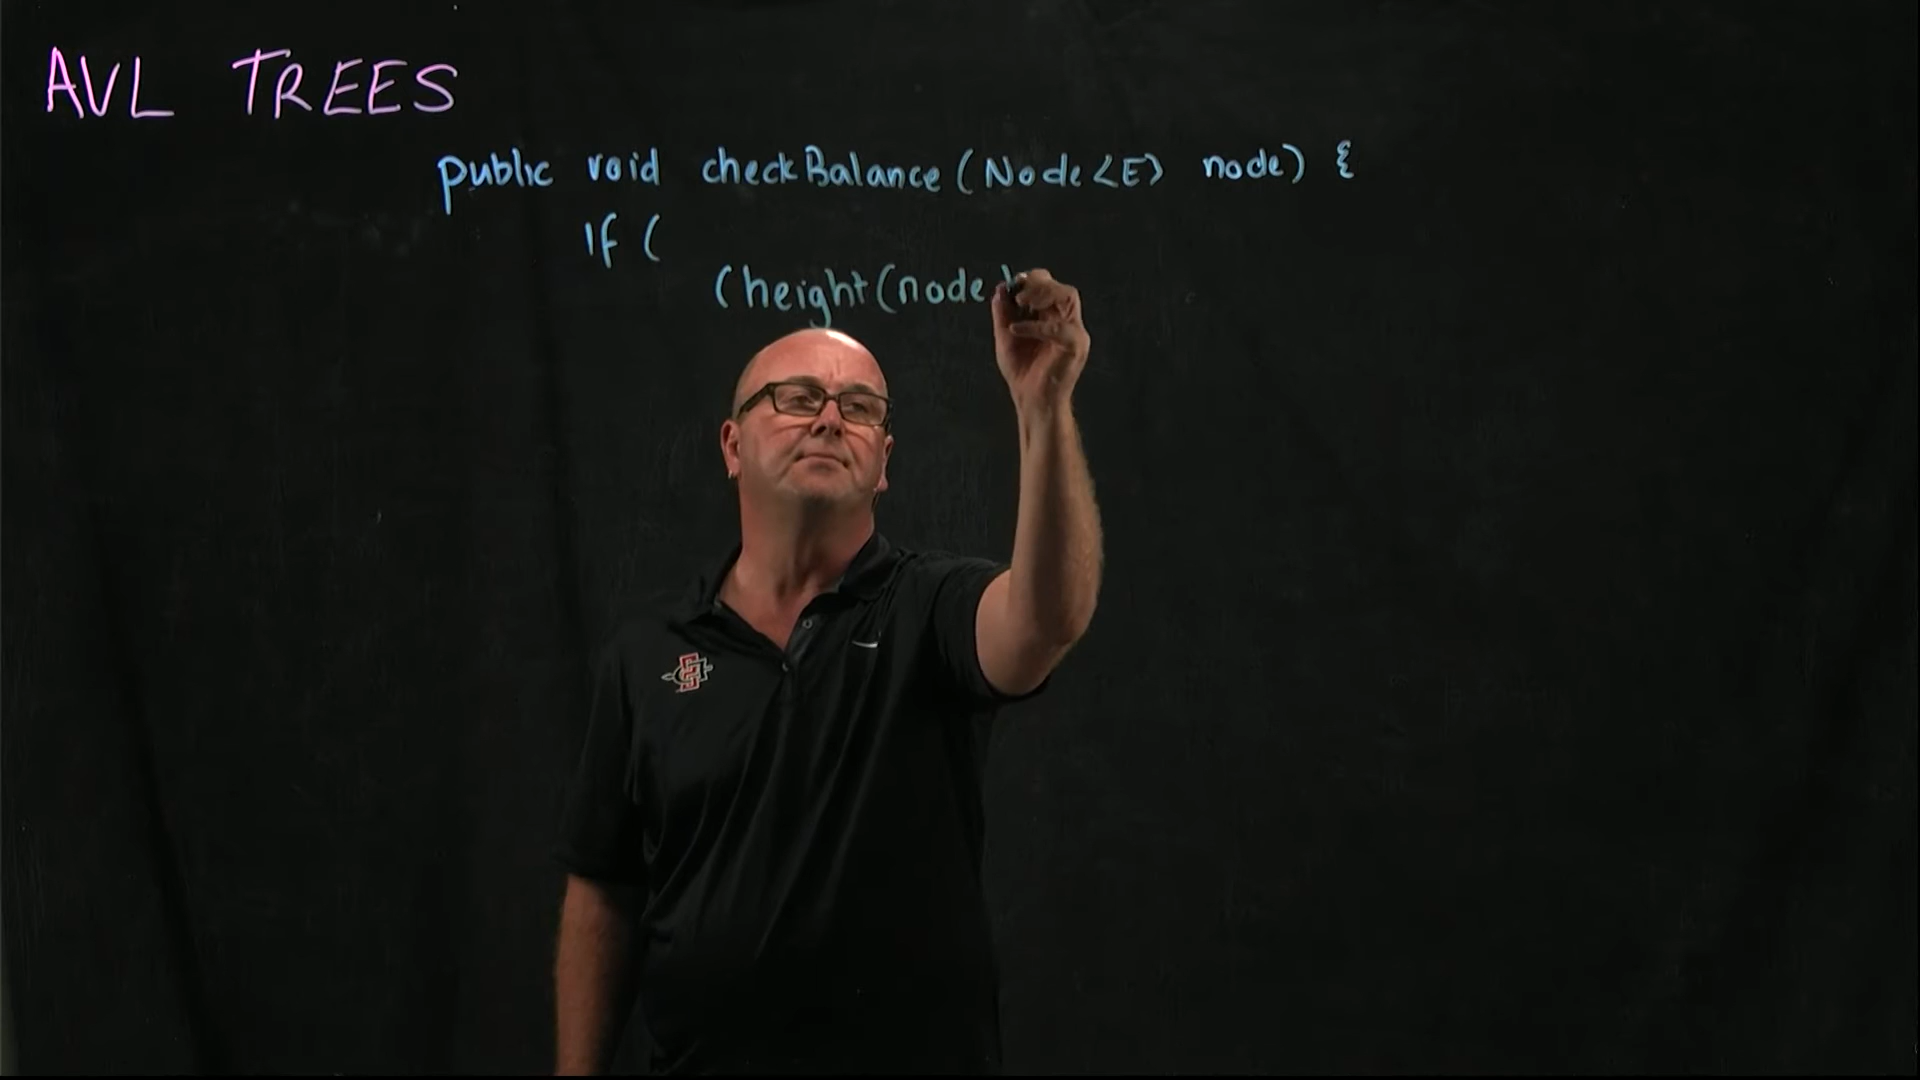 AVL TREES
public void checkBalance (Node<E> node) {
If (
(height(node